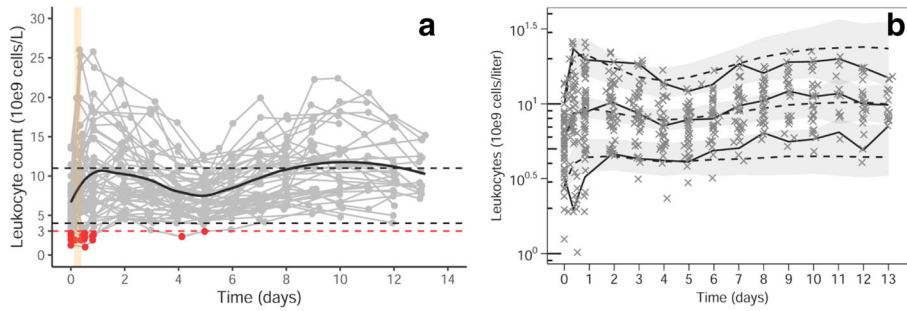 a
Leukocyte count (10e9 cells/L)
30
25
20
15
10
5
3
0
0 2 4 6 8 10 12 14
Time (days)
b
Leukocytes (10e9 cells/liter)
10^1.5
10^1
10^0.5
10^0
0 1 2 3 4 5 6 7 8 9 10 11 12 13
Time (days)